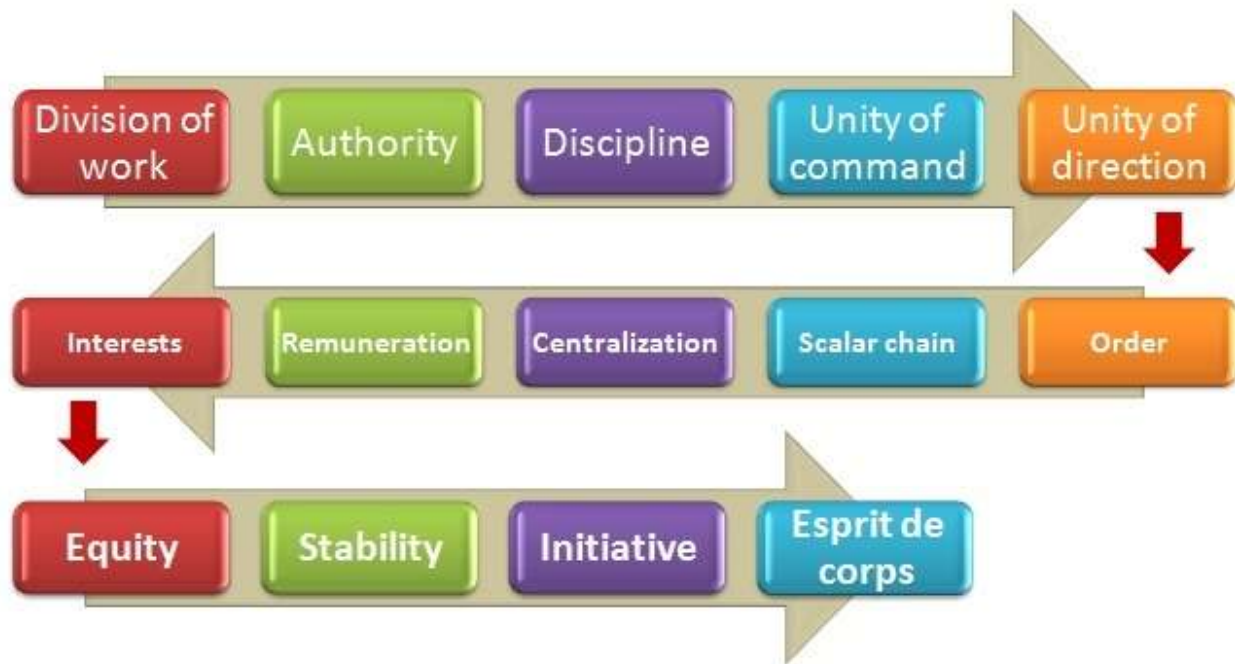 Division of
work
Authority
Discipline
Unity of
command
Unity of
direction
Interests
Remuneration
Centralization
Scalar chain
Order
Equity
Stability
Initiative
Esprit de
corps